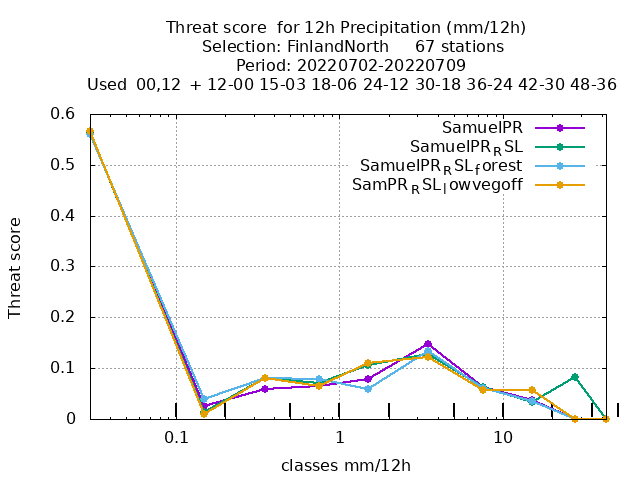 Threat score  for 12h Precipitation (mm/12h)
Selection: FinlandNorth     67 stations
Period: 20220702-20220709
Used  00,12  + 12-00 15-03 18-06 24-12 30-18 36-24 42-30 48-36
SamuelPR
SamuelPR_RSL
SamuelPR_RSL_forest
SamPR_RSL_lowvegoff
0.6
0.5
0.4
0.3
0.2
0.1
0
Threat score
0.1 1 10
classes mm/12h